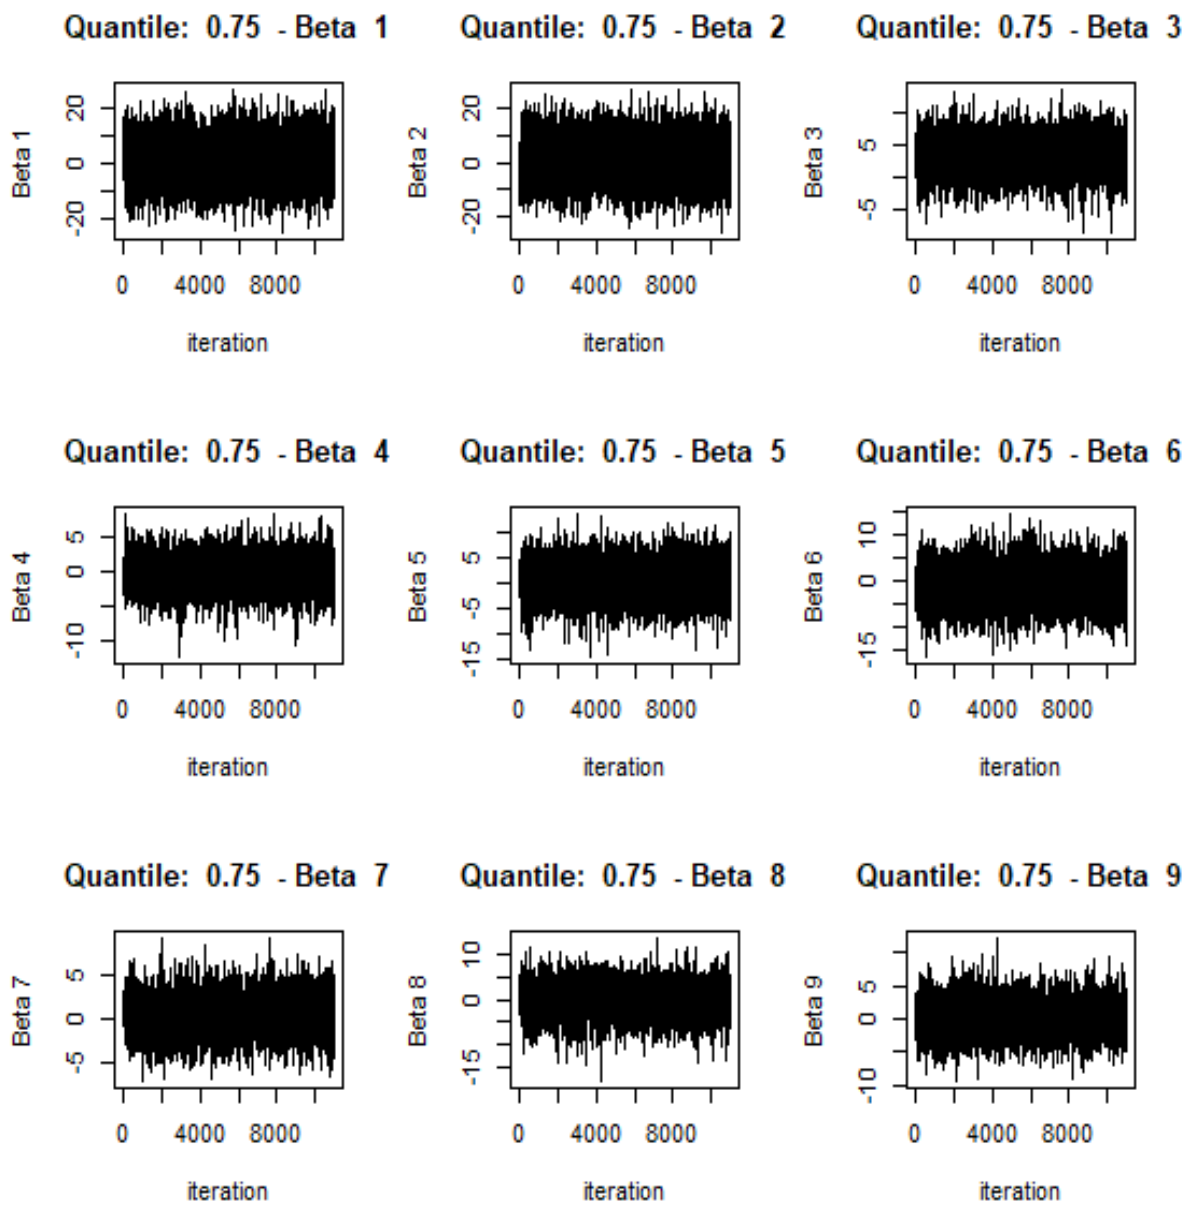 Quantile: 0.75 - Beta 1
Quantile: 0.75 - Beta 2
Quantile: 0.75 - Beta 3
Beta 1
20
0
-20
0 4000 8000
iteration
Beta 2
20
0
-20
0 4000 8000
iteration
Beta 3
5
-5
0 4000 8000
iteration
Quantile: 0.75 - Beta 4
Quantile: 0.75 - Beta 5
Quantile: 0.75 - Beta 6
Beta 4
5
0
-10
0 4000 8000
iteration
Beta 5
5
-5
-15
0 4000 8000
iteration
Beta 6
10
0
-15
0 4000 8000
iteration
Quantile: 0.75 - Beta 7
Quantile: 0.75 - Beta 8
Quantile: 0.75 - Beta 9
Beta 7
5
0
-5
0 4000 8000
iteration
Beta 8
10
0
-15
0 4000 8000
iteration
Beta 9
5
0
-10
0 4000 8000
iteration